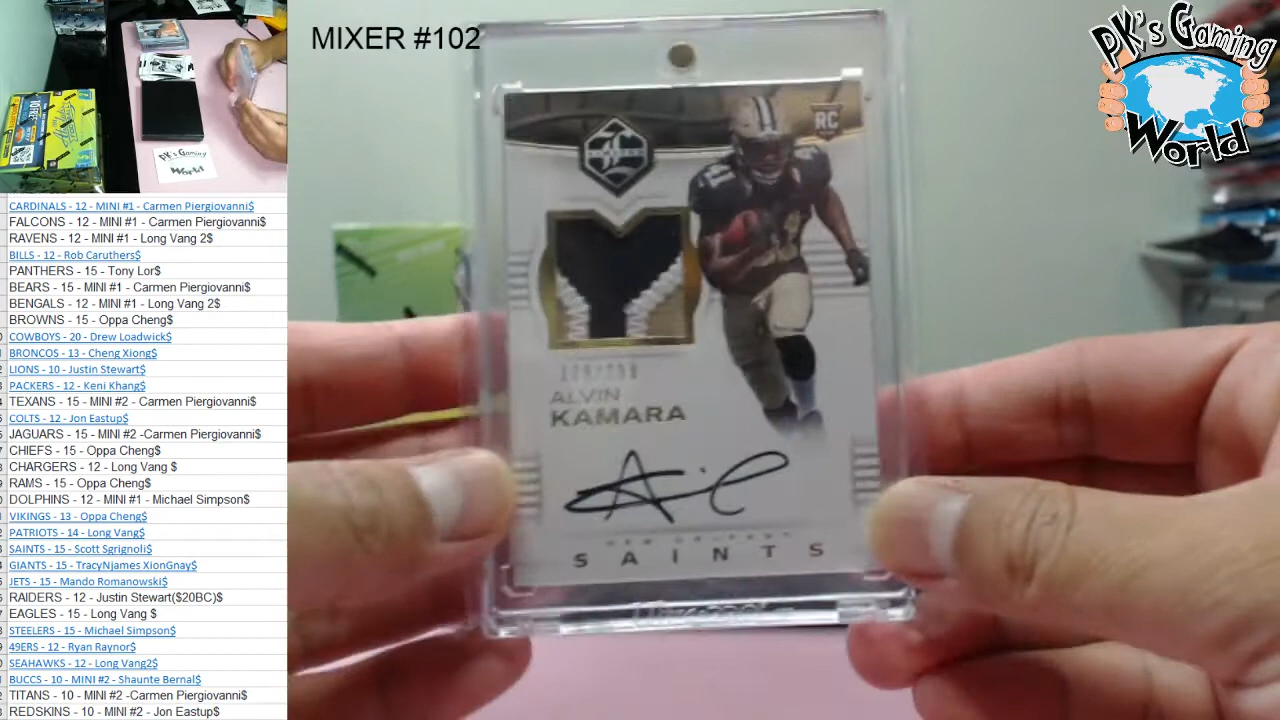 MIXER #102
PK's Gaming
World
PK's Gaming
World
CARDINALS - 12 - MINI #1 - Carmen Piergiovanni$
FALCONS - 12 - MINI #1 - Carmen Piergiovanni$
RAVENS - 12 - MINI #1 - Long Vang 2$
BILLS - 12 - Rob Caruthers$
PANTHERS - 15 - Tony Lor$
BEARS - 15 - MINI #1 - Carmen Piergiovanni$
BENGALS - 12 - MINI #1 - Long Vang 2$
BROWNS - 15 - Oppa Cheng$
COWBOYS - 20 - Drew Loadwick$
BRONCOS - 13 - Cheng Xiong$
LIONS - 10 - Justin Stewart$
PACKERS - 12 - Keni Khang$
TEXANS - 15 - MINI #2 - Carmen Piergiovanni$
COLTS - 12 - Jon Eastup$
JAGUARS - 15 - MINI #2 -Carmen Piergiovanni$
CHIEFS - 15 - Oppa Cheng$
CHARGERS - 12 - Long Vang $
RAMS - 15 - Oppa Cheng$
DOLPHINS - 12 - MINI #1 - Michael Simpson$
VIKINGS - 13 - Oppa Cheng$
PATRIOTS - 14 - Long Vang$
SAINTS - 15 - Scott Sgrignoli$
GIANTS - 15 - TracyNjames XionGnay$
JETS - 15 - Mando Romanowski$
RAIDERS - 12 - Justin Stewart($20BC)$
EAGLES - 15 - Long Vang $
STEELERS - 15 - Michael Simpson$
49ERS - 12 - Ryan Raynor$
SEAHAWKS - 12 - Long Vang2$
BUCCS - 10 - MINI #2 - Shaunte Bernal$
TITANS - 10 - MINI #2 -Carmen Piergiovanni$
REDSKINS - 10 - MINI #2 - Jon Eastup$
RC
LIMITED
41
ALVIN
KAMARA
NEW ORLEANS
SAINTS